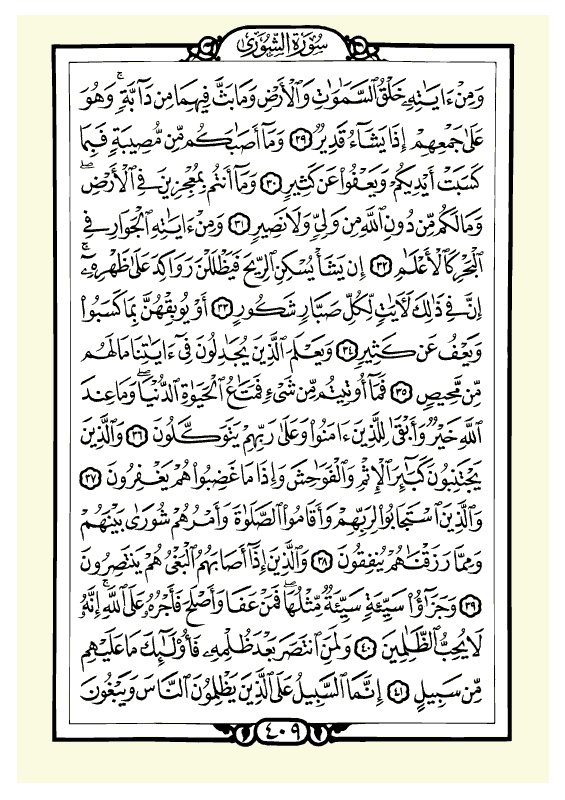 سورة الشورى
وَمِنْ ءَايَٰتِهِۦ خَلْقُ ٱلسَّمَٰوَٰتِ وَٱلْأَرْضِ وَمَا بَثَّ فِيهِمَا مِن دَآبَّةٍ ۚ وَهُوَ
عَلَىٰ جَمْعِهِمْ إِذَا يَشَآءُ قَدِيرٌ ٢٩ وَمَآ أَصَٰبَكُم مِّن مُّصِيبَةٍ فَبِمَا
كَسَبَتْ أَيْدِيكُمْ وَيَعْفُوا۟ عَن كَثِيرٍ ٣٠ وَمَآ أَنتُم بِمُعْجِزِينَ فِى ٱلْأَرْضِ ۖ
وَمَا لَكُم مِّن دُونِ ٱللَّهِ مِن وَلِىٍّ وَلَا نَصِيرٍ ٣١ وَمِنْ ءَايَٰتِهِ ٱلْجَوَارِ فِى
ٱلْبَحْرِ كَٱلْأَعْلَٰمِ ٣٢ إِن يَشَأْ يُسْكِنِ ٱلرِّيحَ فَيَظْلَلْنَ رَوَاكِدَ عَلَىٰ ظَهْرِهِۦٓ ۚ
إِنَّ فِى ذَٰلِكَ لَءَايَٰتٍ لِّكُلِّ صَبَّارٍ شَكُورٍ ٣٣ أَوْ يُوبِقْهُنَّ بِمَا كَسَبُوا۟
وَيَعْفُ عَن كَثِيرٍ ٣٤ وَيَعْلَمَ ٱلَّذِينَ يُجَٰدِلُونَ فِىٓ ءَايَٰتِنَا مَا لَهُم
مِّن مَّحِيصٍ ٣٥ فَمَآ أُوتِيتُم مِّن شَىْءٍ فَمَتَٰعُ ٱلْحَيَوٰةِ ٱلدُّنْيَا ۖ وَمَا عِندَ
ٱللَّهِ خَيْرٌ وَأَبْقَىٰ لِلَّذِينَ ءَامَنُوا۟ وَعَلَىٰ رَبِّهِمْ يَتَوَكَّلُونَ ٣٦ وَٱلَّذِينَ
يَجْتَنِبُونَ كَبَٰٓئِرَ ٱلْإِثْمِ وَٱلْفَوَٰحِشَ وَإِذَا مَا غَضِبُوا۟ هُمْ يَغْفِرُونَ ٣٧
وَٱلَّذِينَ ٱسْتَجَابُوا۟ لِرَبِّهِمْ وَأَقَامُوا۟ ٱلصَّلَوٰةَ وَأَمْرُهُمْ شُورَىٰ بَيْنَهُمْ
وَمِمَّا رَزَقْنَٰهُمْ يُنفِقُونَ ٣٨ وَٱلَّذِينَ إِذَآ أَصَابَهُمُ ٱلْبَغْىُ هُمْ يَنتَصِرُونَ
٣٩ وَجَزَٰٓؤُا۟ سَيِّئَةٍ سَيِّئَةٌ مِّثْلُهَا ۖ فَمَنْ عَفَا وَأَصْلَحَ فَأَجْرُهُۥ عَلَى ٱللَّهِ ۚ إِنَّهُۥ
لَا يُحِبُّ ٱلظَّٰلِمِينَ ٤٠ وَلَمَنِ ٱنتَصَرَ بَعْدَ ظُلْمِهِۦ فَأُو۟لَٰٓئِكَ مَا عَلَيْهِم
مِّن سَبِيلٍ ٤١ إِنَّمَا ٱلسَّبِيلُ عَلَى ٱلَّذِينَ يَظْلِمُونَ ٱلنَّاسَ وَيَبْغُونَ
٤٠٩